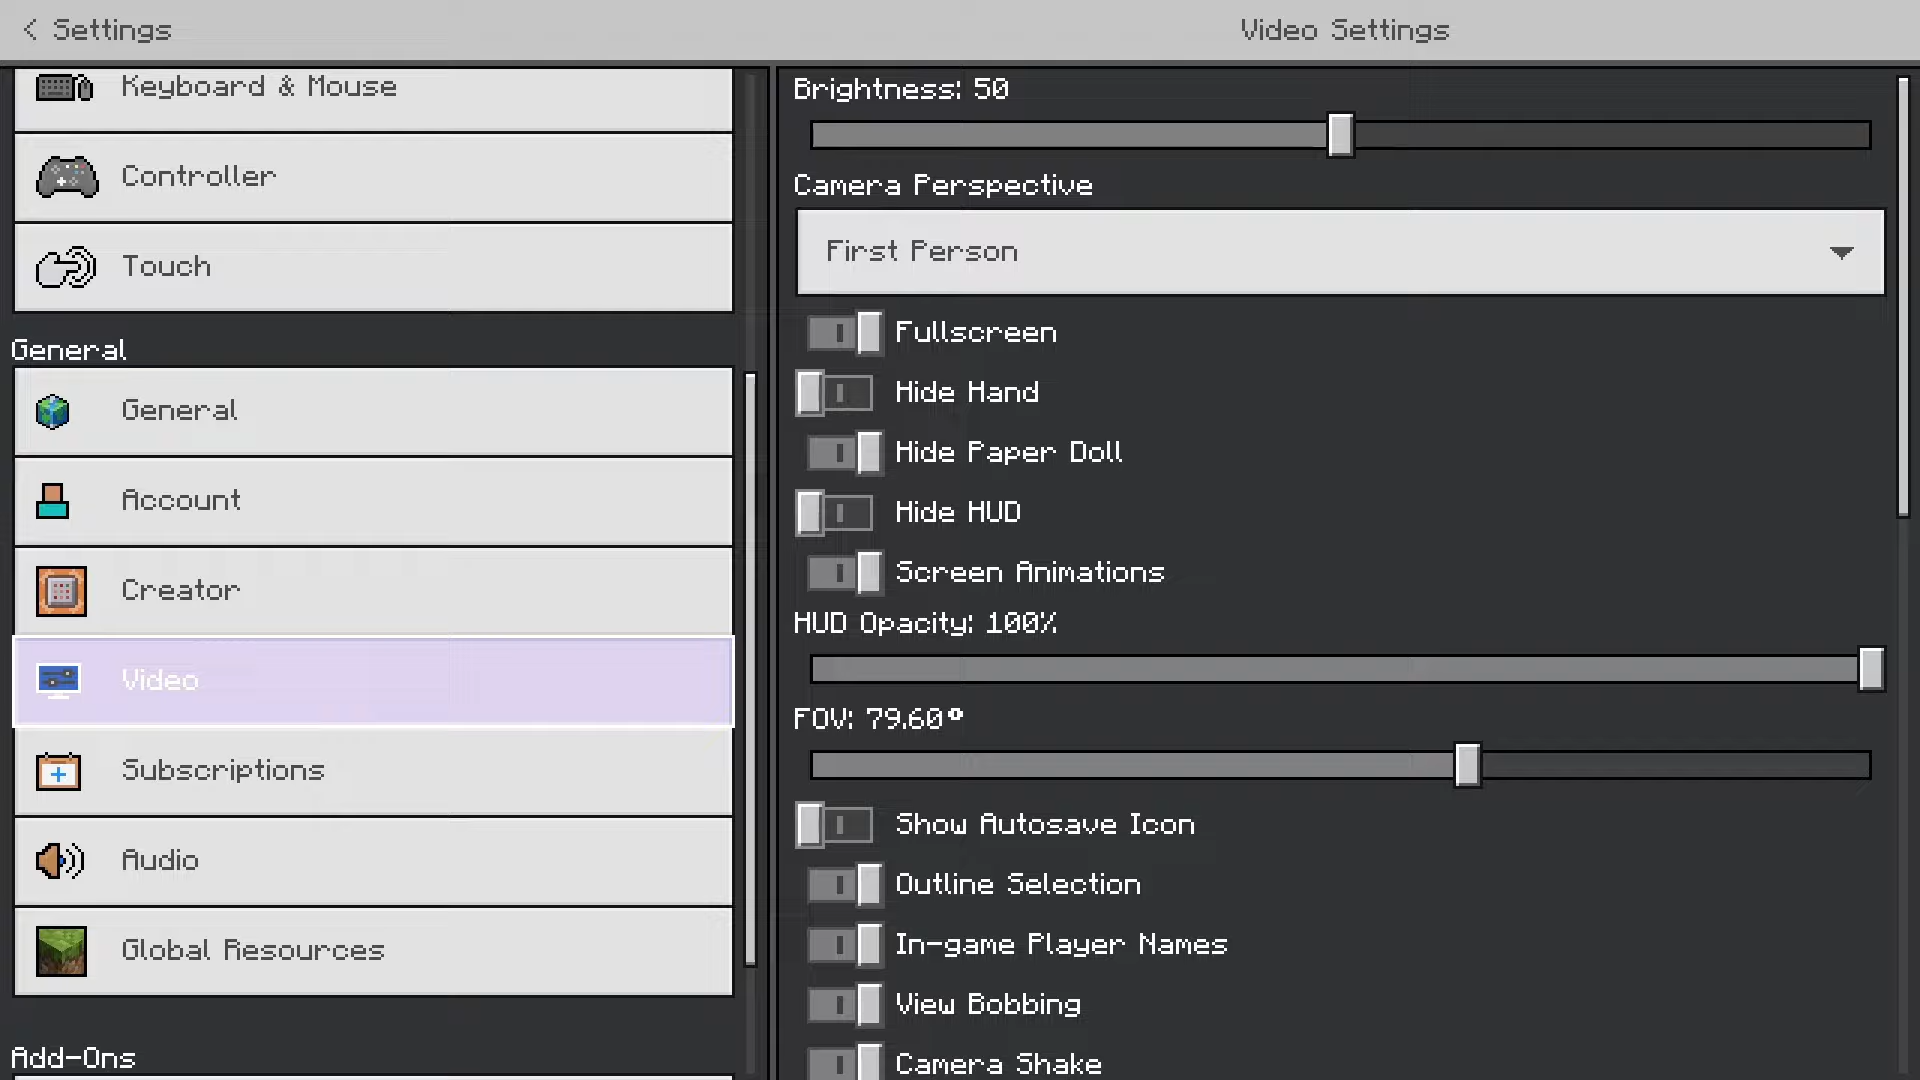 Settings
Video Settings
Keyboard & Mouse
Controller
Touch
General
General
Account
Creator
Video
Subscriptions
Audio
Global Resources
Add-Ons
Brightness: 50
Camera Perspective
First Person
Fullscreen
Hide Hand
Hide Paper Doll
Hide HUD
Screen Animations
HUD Opacity: 100%
FOV: 79.60°
Show Autosave Icon
Outline Selection
In-game Player Names
View Bobbing
Camera Shake